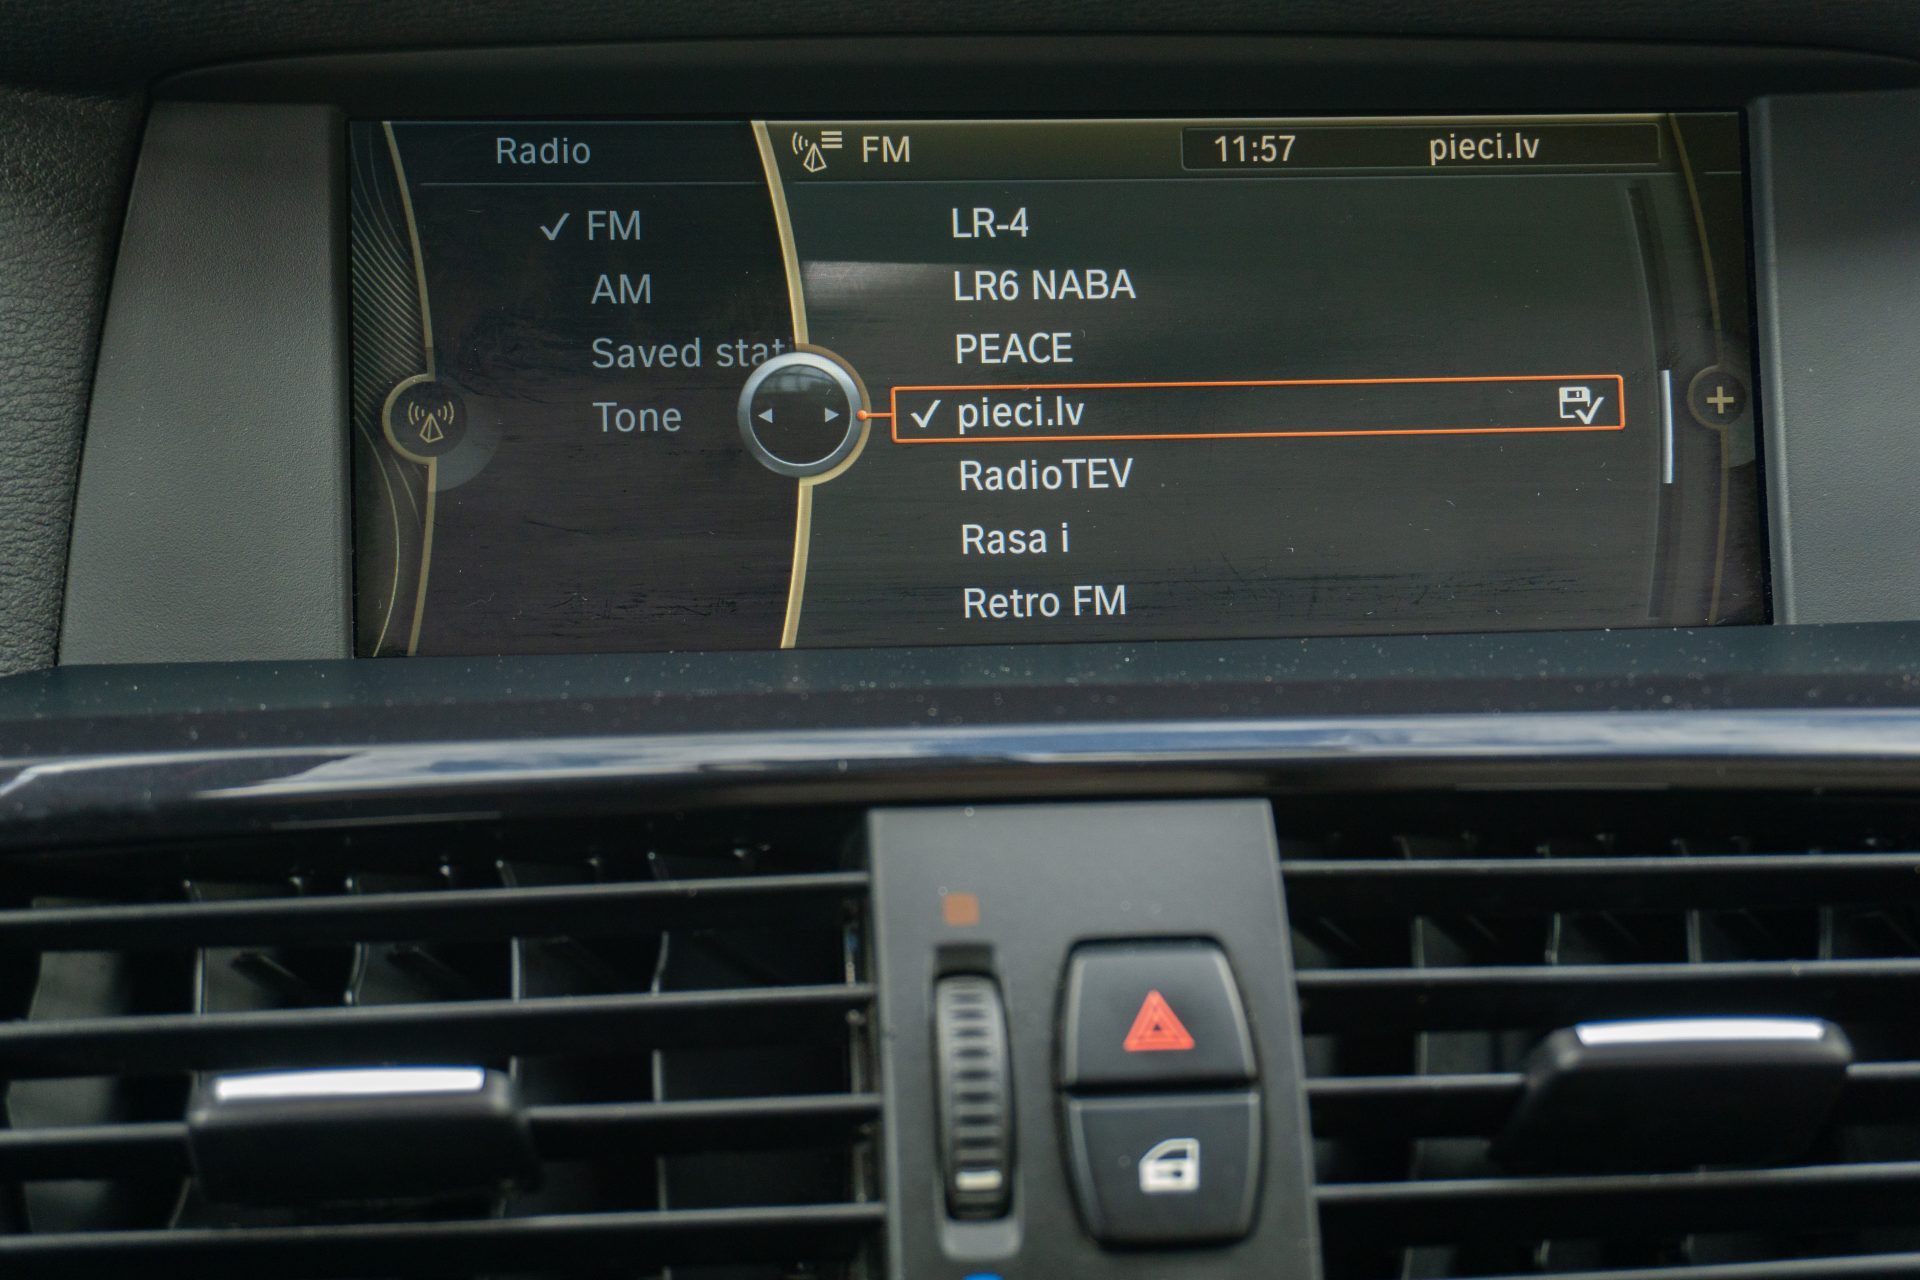 Radio
FM
AM
Saved stati
Tone
FM
11:57
pieci.lv
LR-4
LR6 NABA
PEACE
pieci.lv
RadioTEV
Rasa i
Retro FM